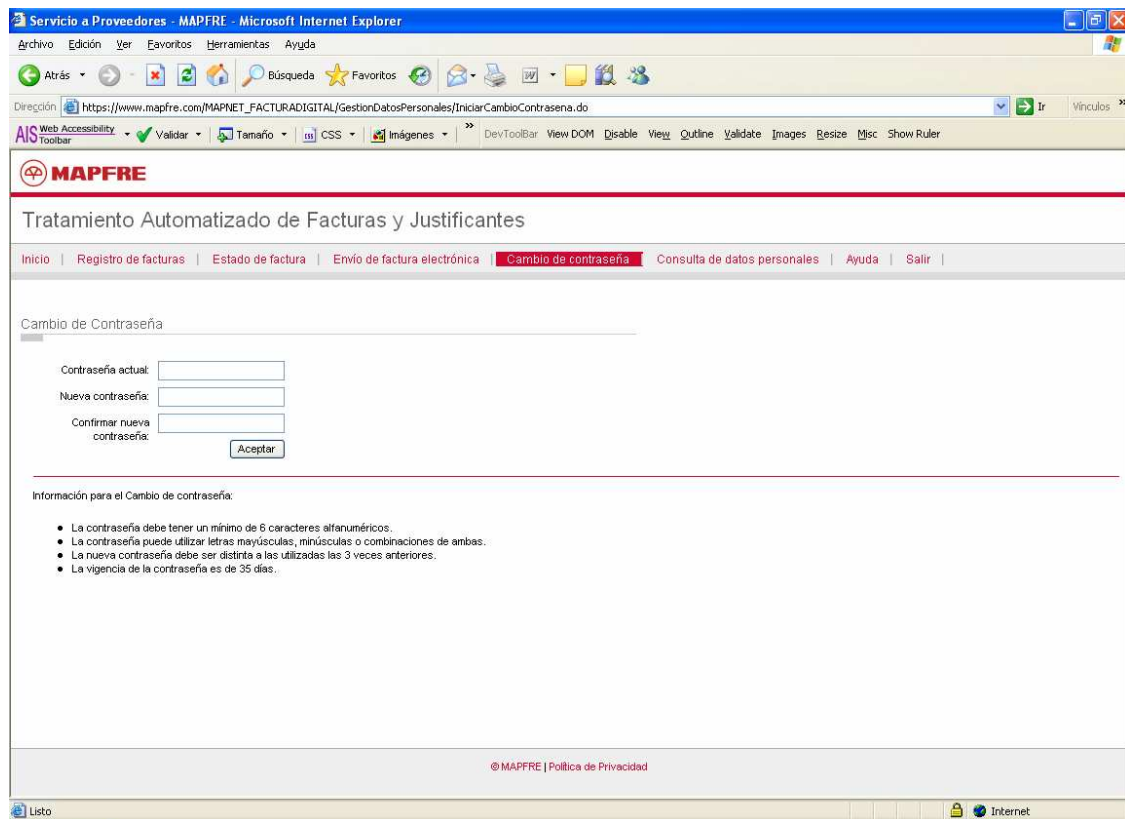 Servicio a Proveedores - MAPFRE - Microsoft Internet Explorer
Archivo Edición Ver Favoritos Herramientas Ayuda
Atrás Búsqueda Favoritos
Dirección https://www.mapfre.com/MAPNET_FACTURADIGITAL/GestionDatosPersonales/IniciarCambioContrasena.do Ir Vínculos »
AIS Web Accessibility Toolbar Validar Tamaño CSS Imágenes » DevToolBar View DOM Disable View Outline Validate Images Resize Misc Show Ruler
MAPFRE
Tratamiento Automatizado de Facturas y Justificantes
Inicio | Registro de facturas | Estado de factura | Envío de factura electrónica | Cambio de contraseña | Consulta de datos personales | Ayuda | Salir |
Cambio de Contraseña
Contraseña actual:
Nueva contraseña:
Confirmar nueva
contraseña:
Aceptar
Información para el Cambio de contraseña:
• La contraseña debe tener un mínimo de 6 caracteres alfanuméricos.
• La contraseña puede utilizar letras mayúsculas, minúsculas o combinaciones de ambas.
• La nueva contraseña debe ser distinta a las utilizadas las 3 veces anteriores.
• La vigencia de la contraseña es de 35 días.
© MAPFRE | Política de Privacidad
Listo Internet